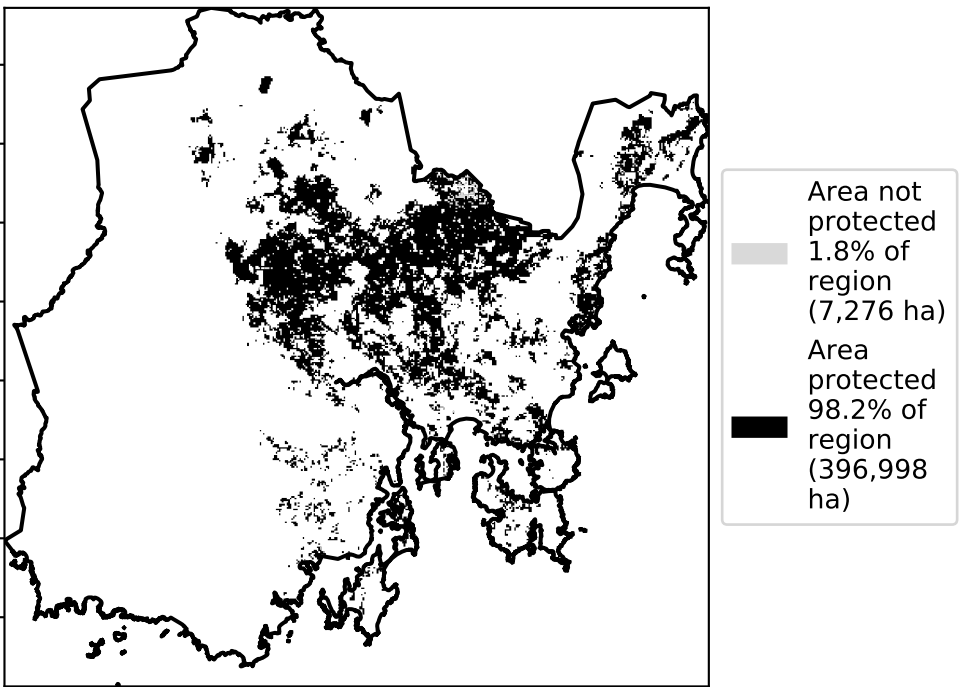 Area not
protected
1.8% of
region
(7,276 ha)
Area
protected
98.2% of
region
(396,998
ha)